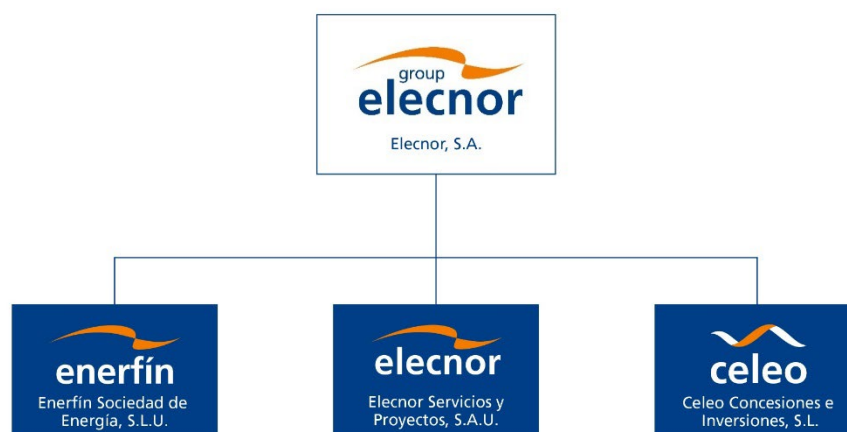 group
elecnor
Elecnor, S.A.
enerfín
Enerfín Sociedad de
Energía, S.L.U.
elecnor
Elecnor Servicios y
Proyectos, S.A.U.
celeo
Celeo Concesiones e
Inversiones, S.L.